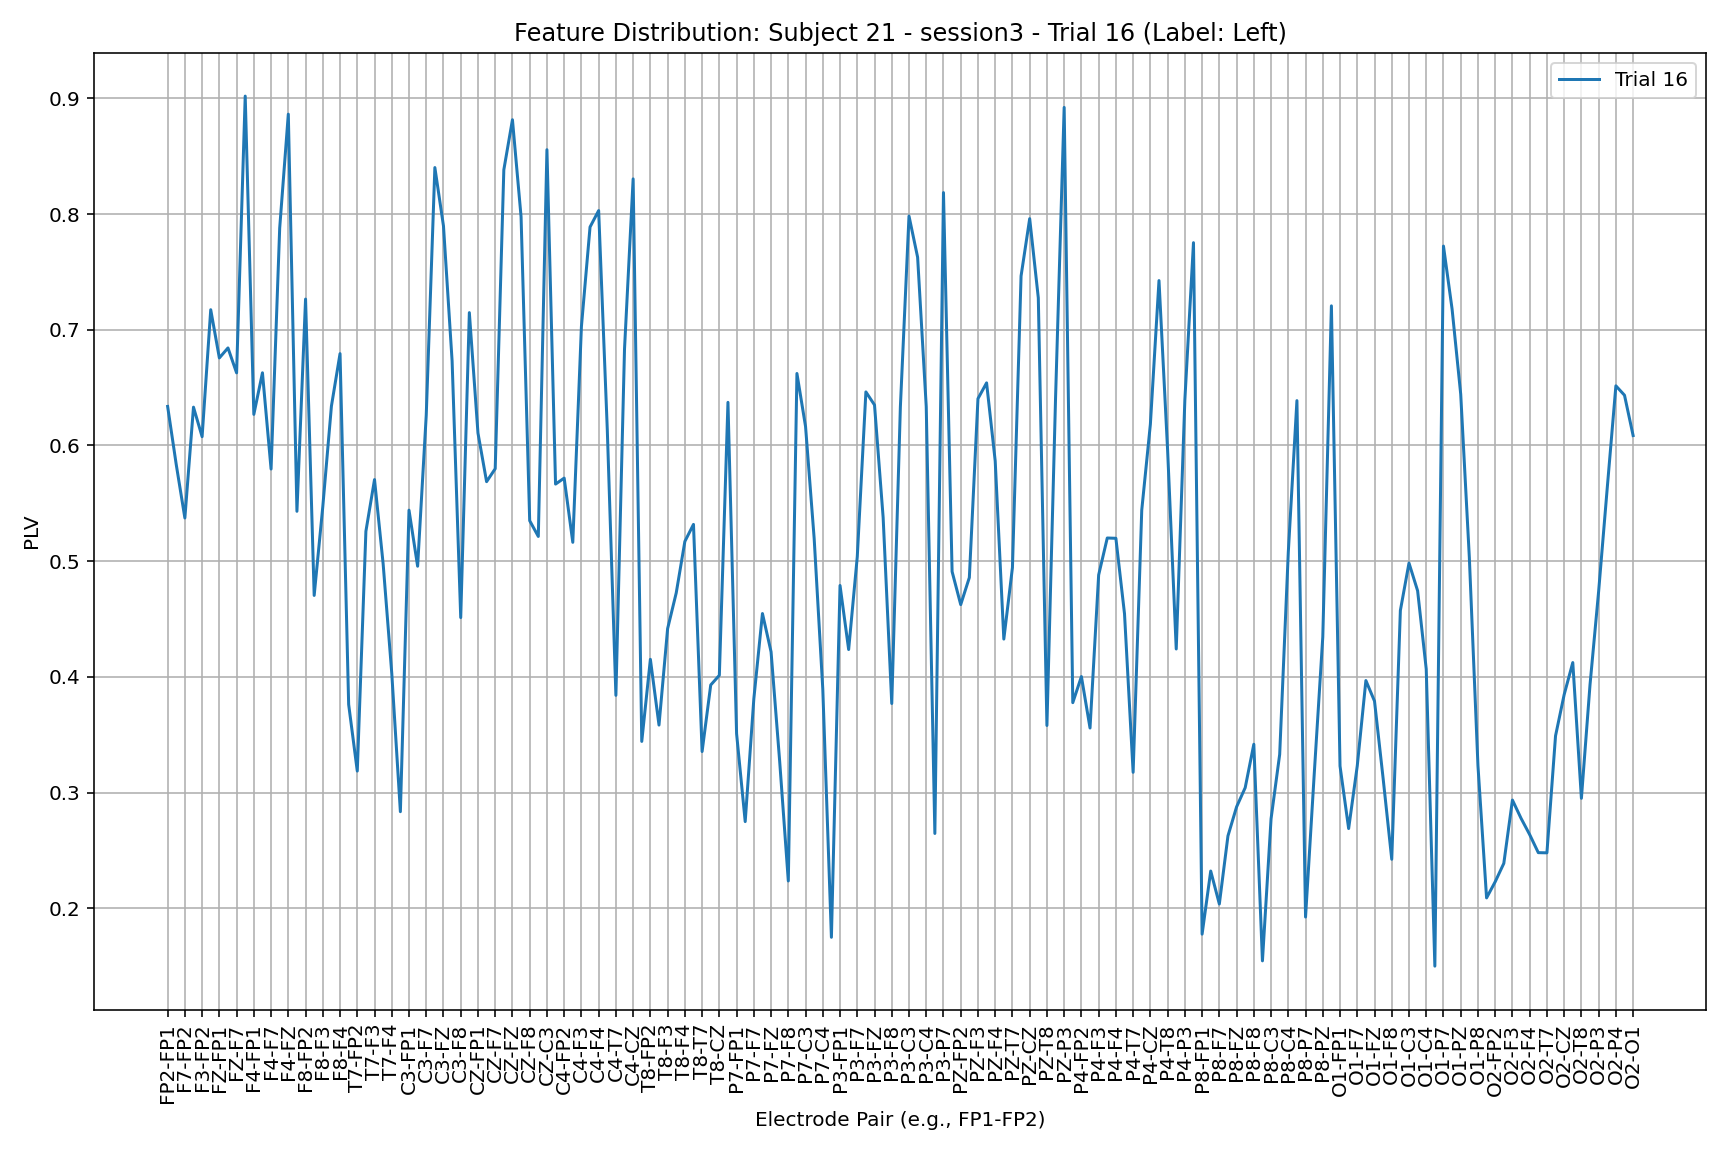 Feature Distribution: Subject 21 - session3 - Trial 16 (Label: Left)
Trial 16
PLV
0.9
0.8
0.7
0.6
0.5
0.4
0.3
0.2
FP2-FP1
F7-FP2
F3-FP2
FZ-FP1
FZ-F7
F4-FP1
F4-F7
F4-FZ
F8-FP2
F8-F3
F8-F4
T7-FP2
T7-F3
T7-F4
C3-FP1
C3-F7
C3-FZ
C3-F8
CZ-FP1
CZ-F7
CZ-FZ
CZ-F8
CZ-C3
C4-FP2
C4-F3
C4-F4
C4-T7
C4-CZ
T8-FP2
T8-F3
T8-F4
T8-T7
T8-CZ
P7-FP1
P7-F7
P7-FZ
P7-F8
P7-C3
P7-C4
P3-FP1
P3-F7
P3-FZ
P3-F8
P3-C3
P3-C4
P3-P7
PZ-FP2
PZ-F3
PZ-F4
PZ-T7
PZ-CZ
PZ-T8
PZ-P3
P4-FP2
P4-F3
P4-F4
P4-T7
P4-CZ
P4-T8
P4-P3
P8-FP1
P8-F7
P8-FZ
P8-F8
P8-C3
P8-C4
P8-P7
P8-PZ
O1-FP1
O1-F7
O1-FZ
O1-F8
O1-C3
O1-C4
O1-P7
O1-PZ
O1-P8
O2-FP2
O2-F3
O2-F4
O2-T7
O2-CZ
O2-T8
O2-P3
O2-P4
O2-O1
Electrode Pair (e.g., FP1-FP2)